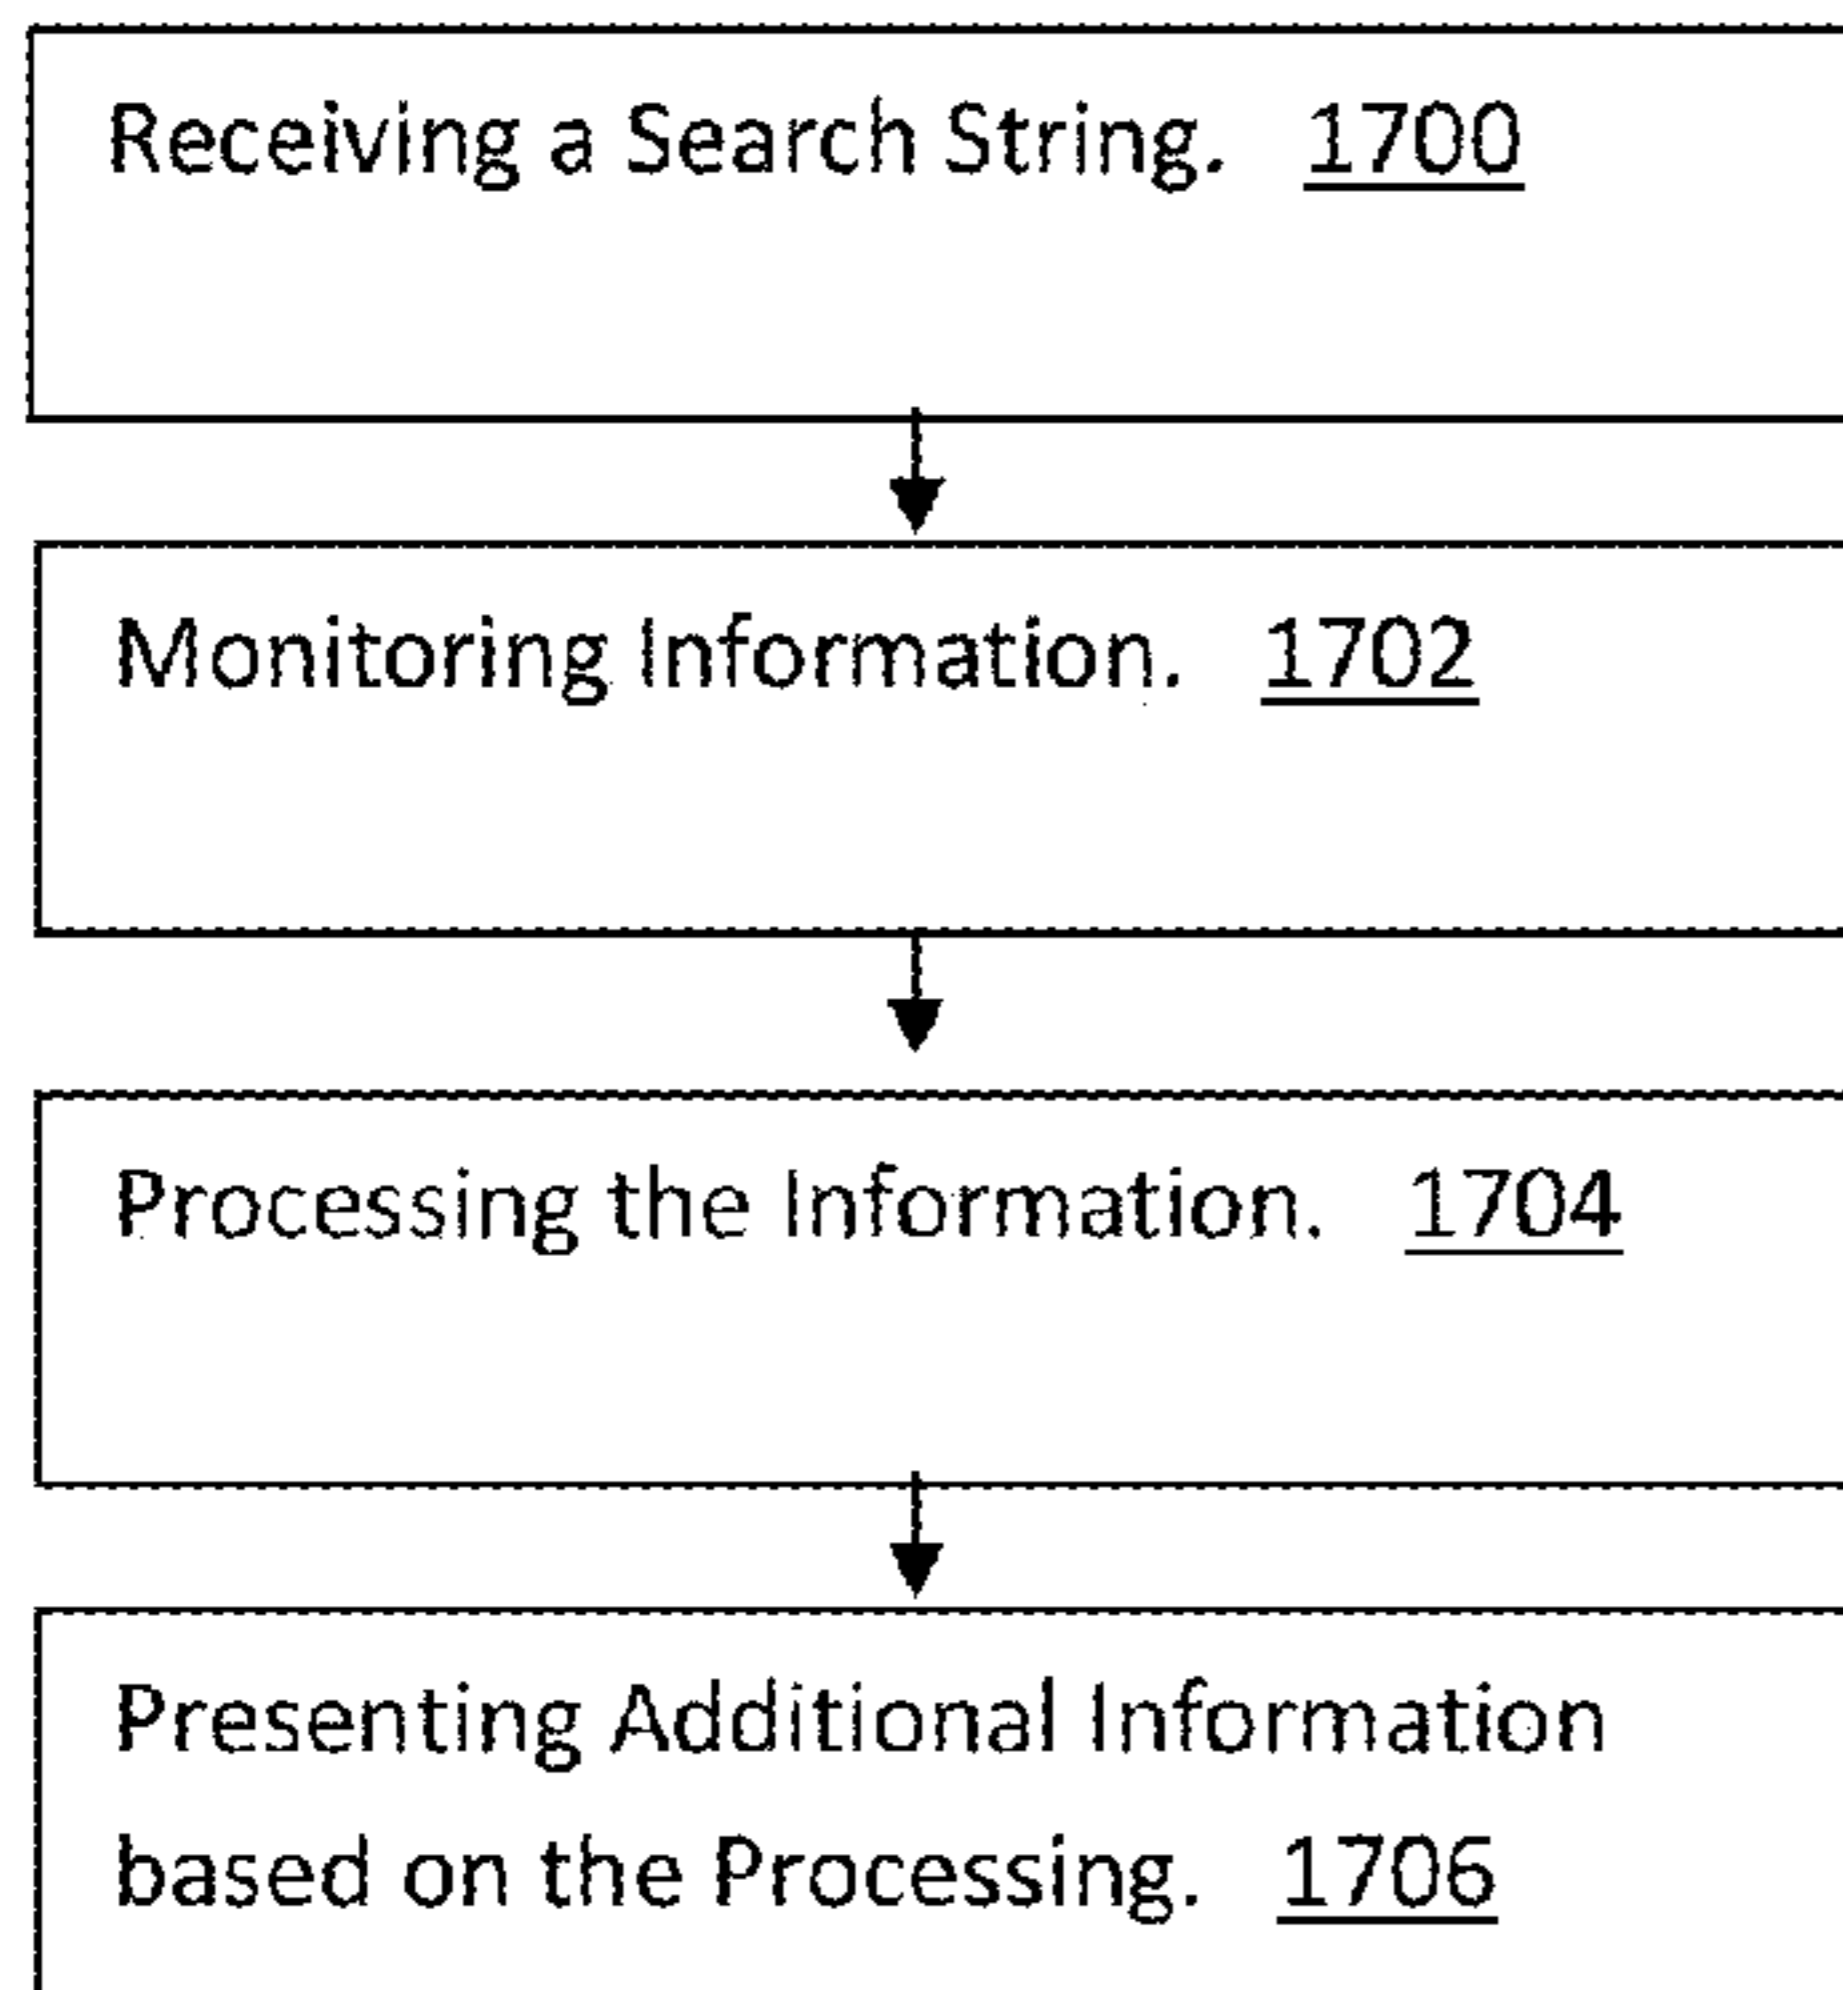 Receiving a Search String. 1700
Monitoring Information. 1702
Processing the Information. 1704
Presenting Additional Information
based on the Processing. 1706